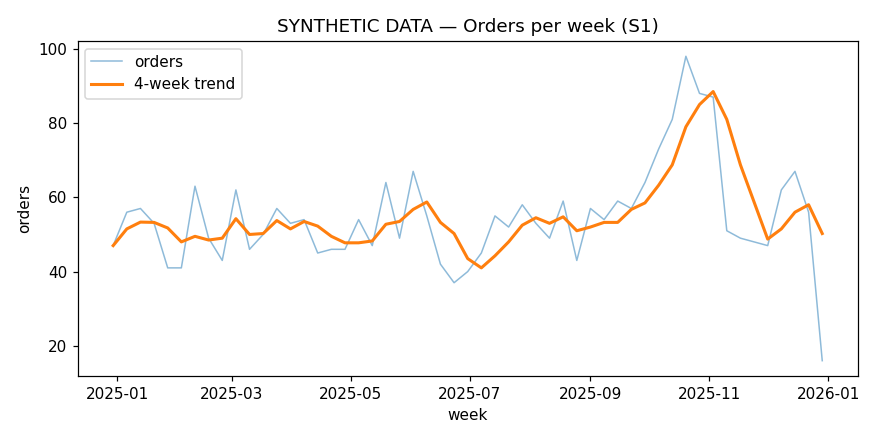 SYNTHETIC DATA — Orders per week (S1)
orders
4-week trend
100
80
60
40
20
orders
2025-01
2025-03
2025-05
2025-07
2025-09
2025-11
2026-01
week